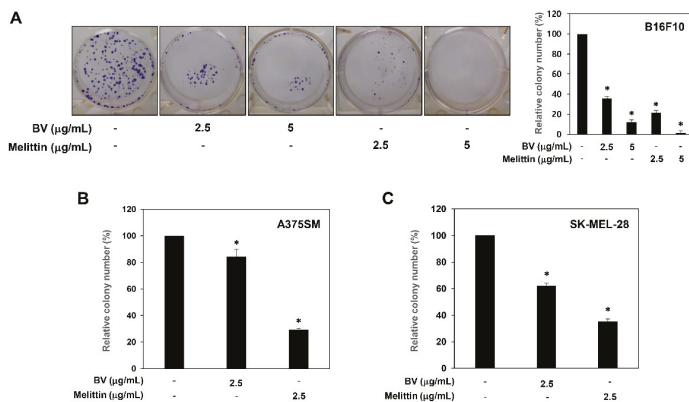 A
BV (μg/mL) - 2.5 5 - -
Melittin (μg/mL) - - - 2.5 5
B16F10
Relative colony number (%)
120
100
80
60
40
20
0
* * * *
BV (μg/mL) - 2.5 5 - -
Melittin (μg/mL) - - - 2.5 5
B
A375SM
Relative colony number (%)
120
100
80
60
40
20
0
* *
BV (μg/mL) - 2.5 -
Melittin (μg/mL) - - 2.5
C
SK-MEL-28
Relative colony number (%)
120
100
80
60
40
20
0
* *
BV (μg/mL) - 2.5 -
Melittin (μg/mL) - - 2.5